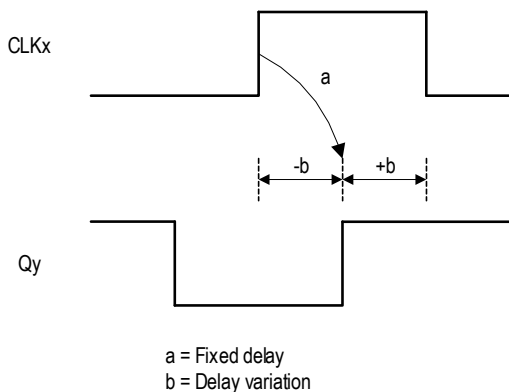 CLKx
a
-b
+b
Qy
a = Fixed delay
b = Delay variation